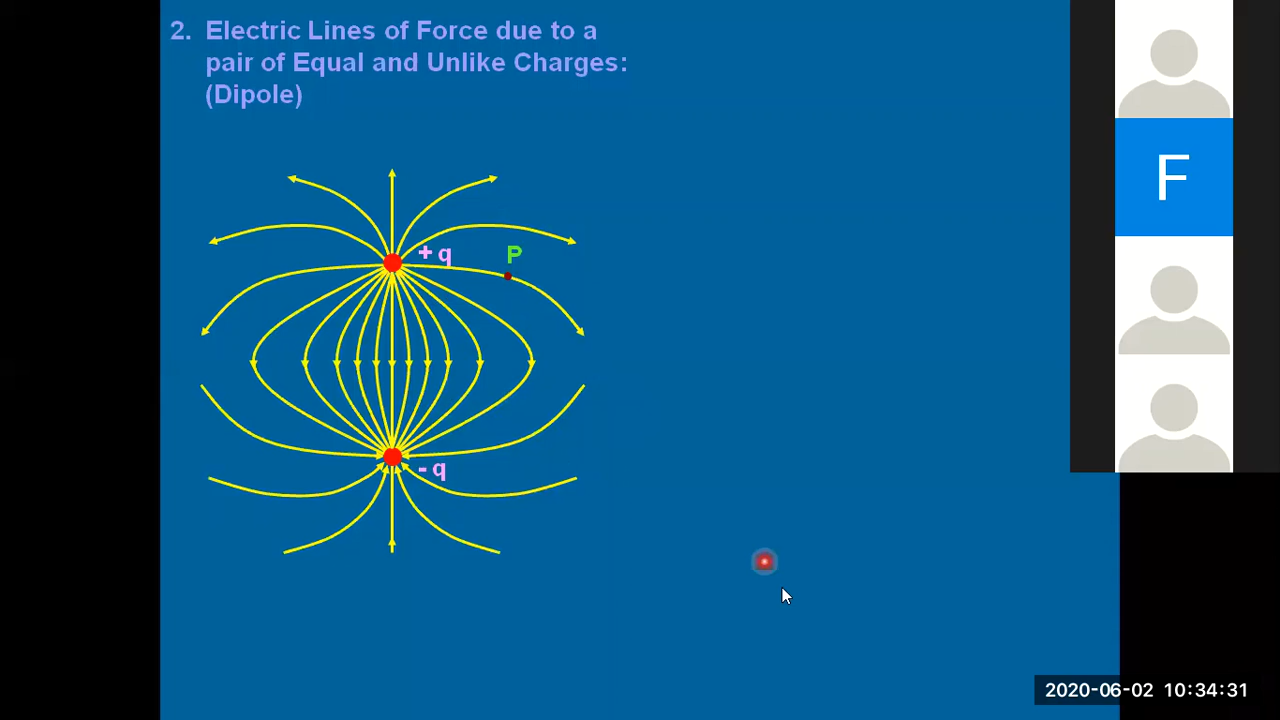 2. Electric Lines of Force due to a
pair of Equal and Unlike Charges:
(Dipole)
F
+ q
P
- q
2020-06-02 10:34:31